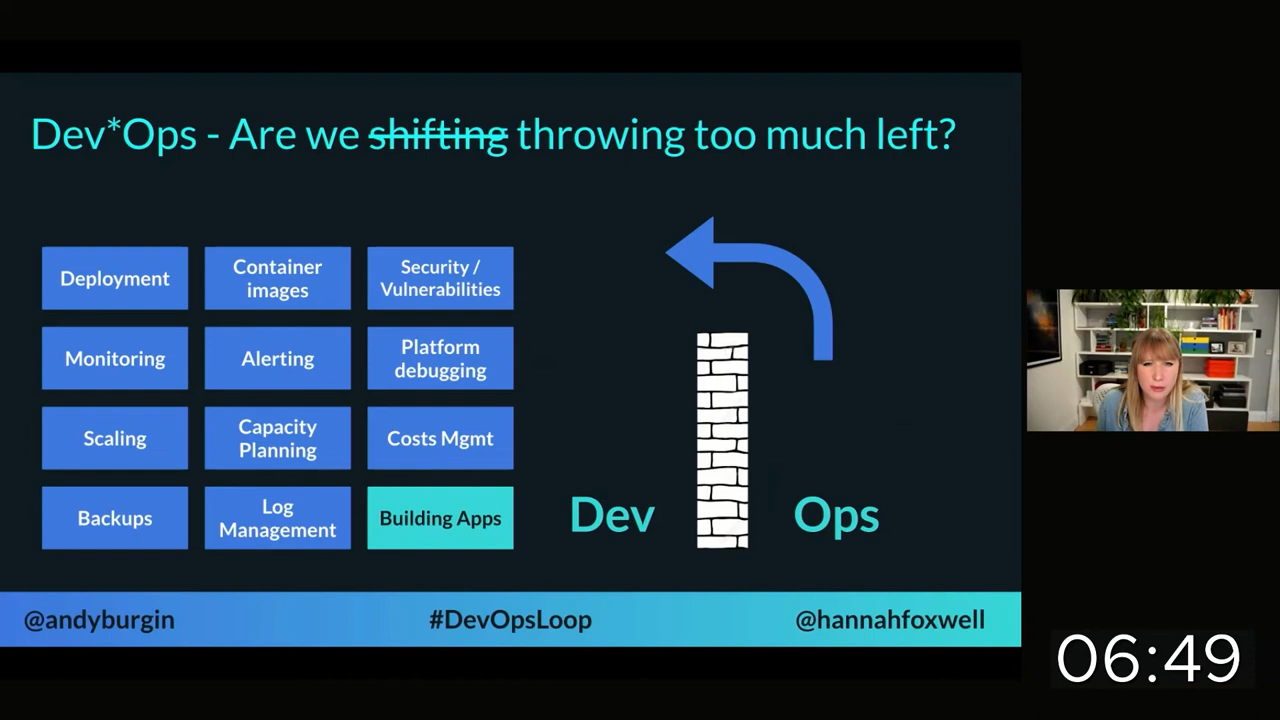 Dev*Ops - Are we shifting throwing too much left?
Deployment
Container
images
Security /
Vulnerabilities
Monitoring
Alerting
Platform
debugging
Scaling
Capacity
Planning
Costs Mgmt
Backups
Log
Management
Building Apps
Dev
Ops
@andyburgin
#DevOpsLoop
@hannahfoxwell
06:49